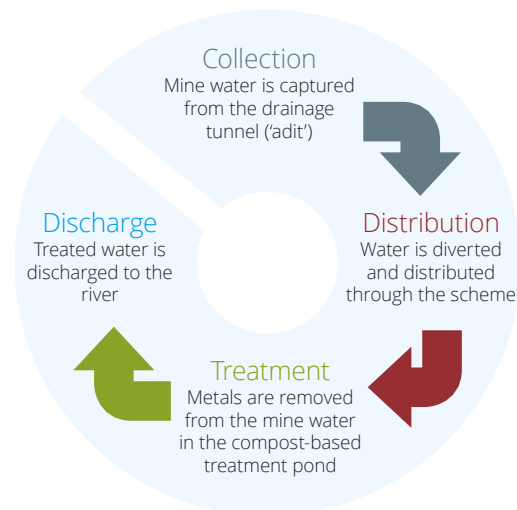 Collection
Mine water is captured
from the drainage
tunnel (‘adit’)
Distribution
Water is diverted
and distributed
through the scheme
Treatment
Metals are removed
from the mine water
in the compost-based
treatment pond
Discharge
Treated water is
discharged to the
river